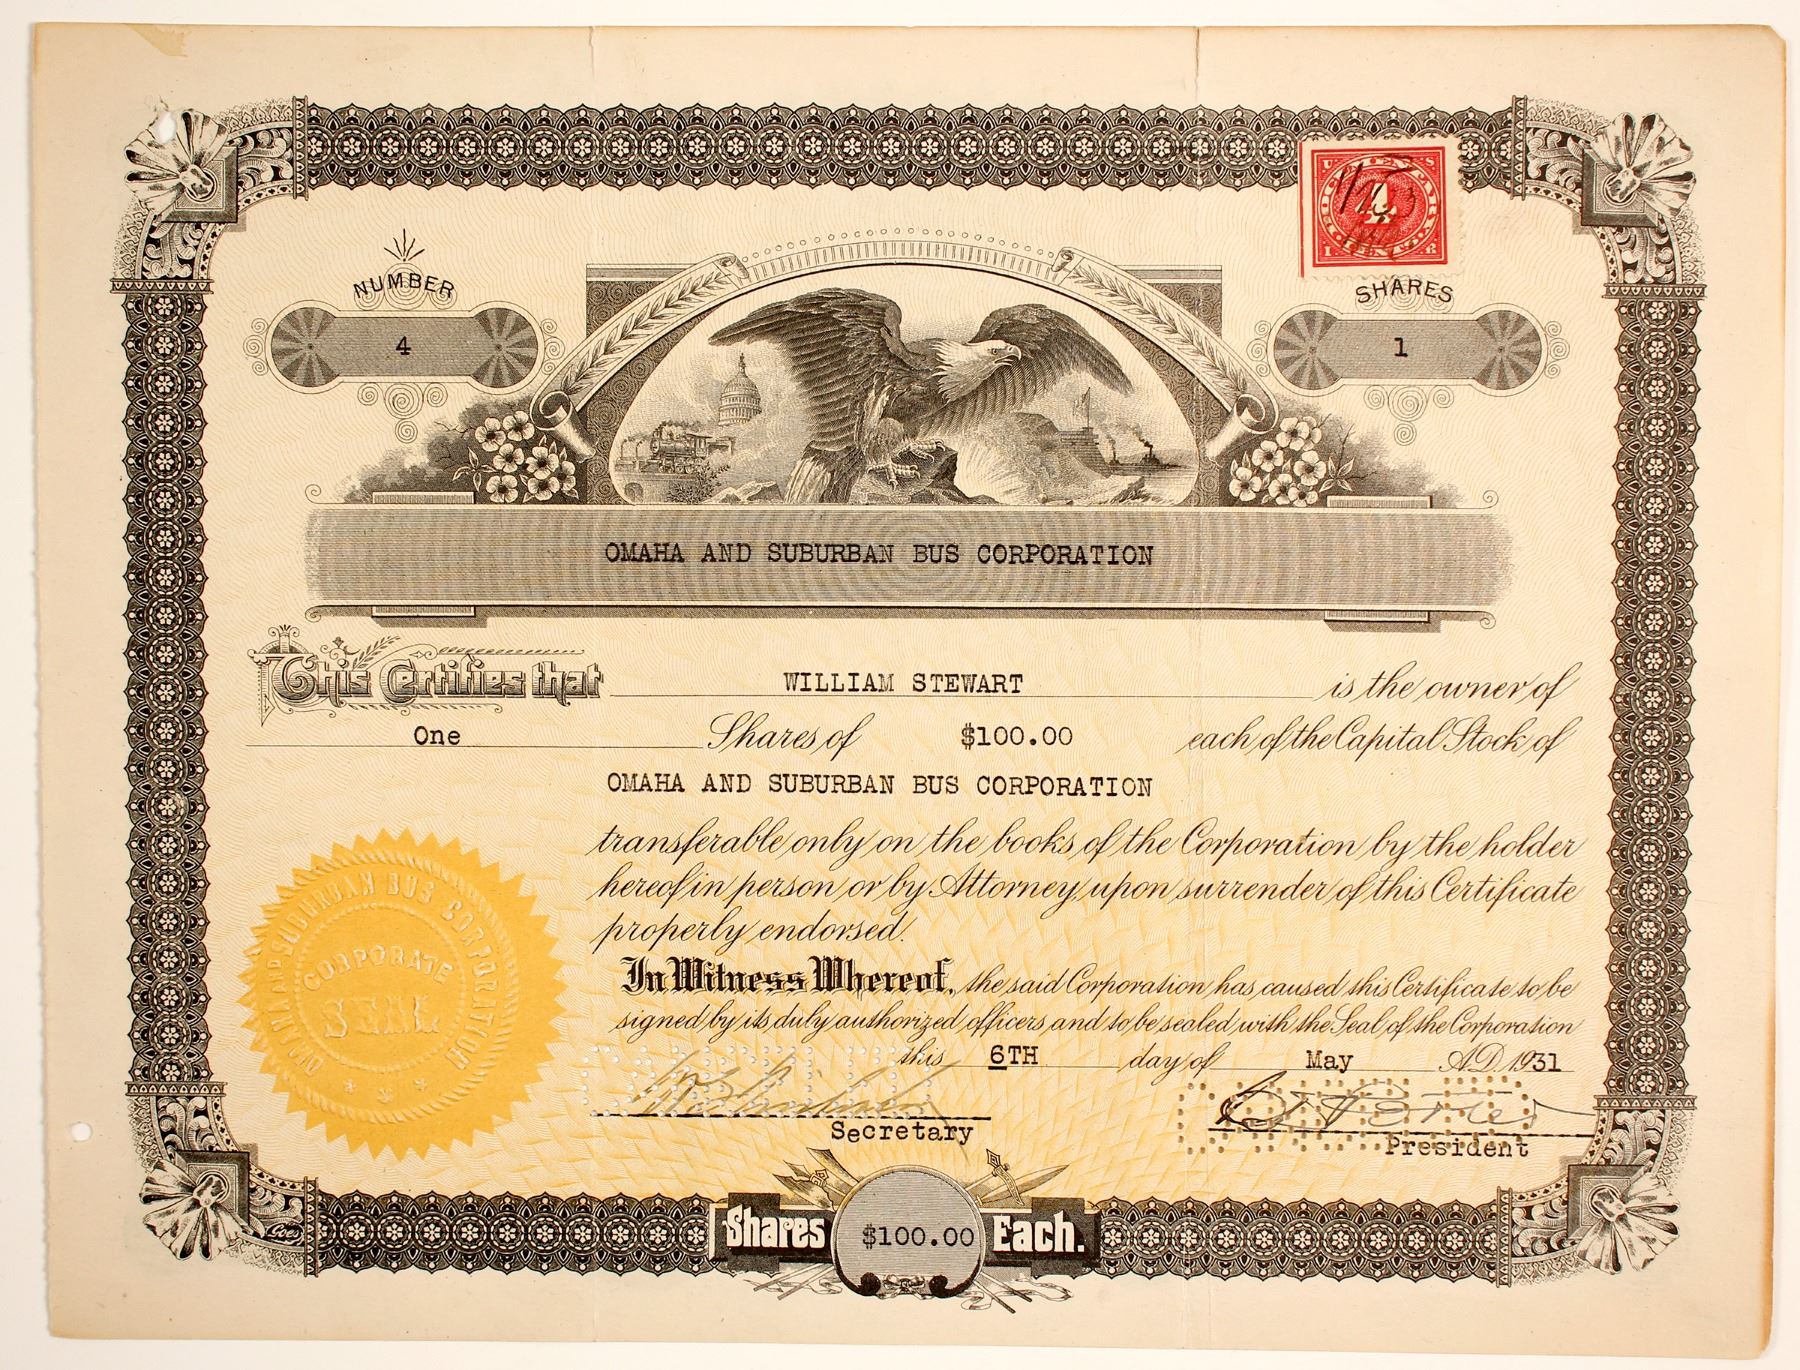 NUMBER
4
UNITED STATES
4
SHARES
1
OMAHA AND SUBURBAN BUS CORPORATION
This Certifies that WILLIAM STEWART is the owner of
One Shares of $100.00 each of the Capital Stock of
OMAHA AND SUBURBAN BUS CORPORATION
transferable only on the books of the Corporation by the holder
hereof in person or by Attorney upon surrender of this Certificate
properly endorsed.
In Witness Whereof, the said Corporation has caused this Certificate to be
signed by its duly authorized officers and to be sealed with the Seal of the Corporation
this 6TH day of May A.D. 1931
OMAHA AND SUBURBAN BUS CORPORATION
CORPORATE
SEAL
Secretary
President
Goes
Shares $100.00 Each.